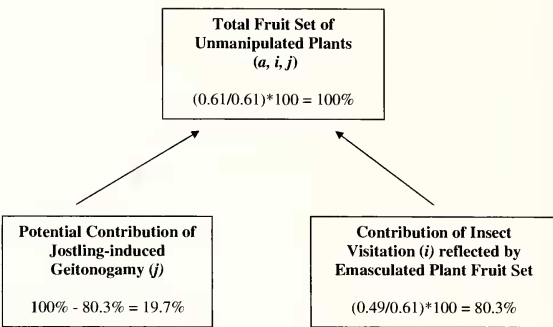 Total Fruit Set of
Unmanipulated Plants
(a, i, j)
(0.61/0.61)*100 = 100%
Potential Contribution of
Jostling-induced
Geitonogamy (j)
100% - 80.3% = 19.7%
Contribution of Insect
Visitation (i) reflected by
Emasculated Plant Fruit Set
(0.49/0.61)*100 = 80.3%